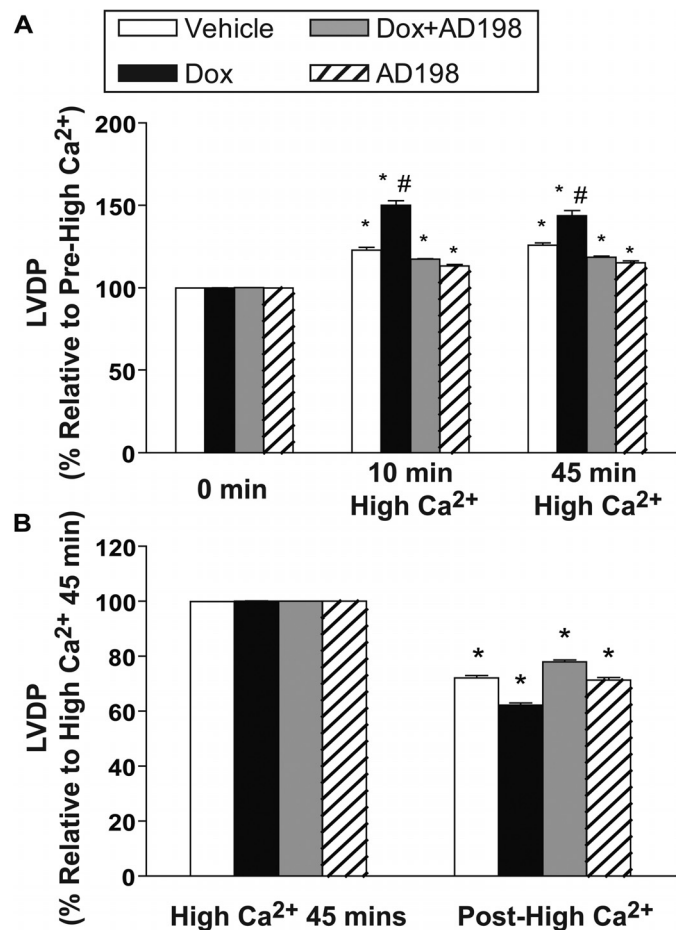 A
Vehicle
Dox+AD198
Dox
AD198
LVDP
(% Relative to Pre-High Ca²⁺)
200
150
100
50
0
* # * * *
* # * * *
0 min
10 min
High Ca²⁺
45 min
High Ca²⁺
B
LVDP
(% Relative to High Ca²⁺ 45 min)
120
100
80
60
40
20
0
* * * *
High Ca²⁺ 45 mins
Post-High Ca²⁺